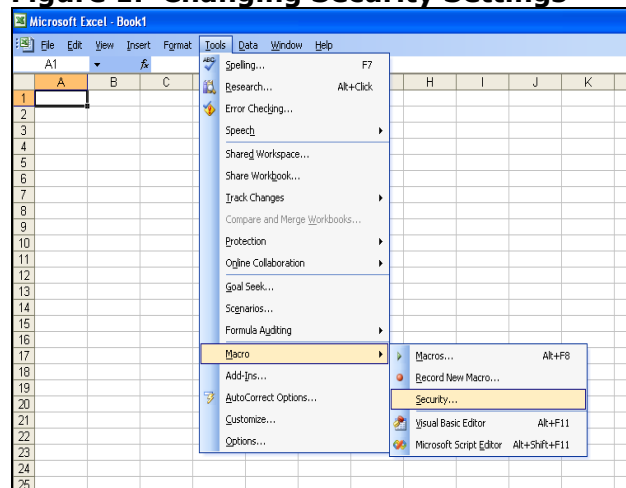 Figure 1. Changing Security Settings
Microsoft Excel - Book1
File Edit View Insert Format Tools Data Window Help
A1 fx
A B C H I J K
Spelling... F7
Research... Alt+Click
Error Checking...
Speech
Shared Workspace...
Share Workbook...
Track Changes
Compare and Merge Workbooks...
Protection
Online Collaboration
Goal Seek...
Scenarios...
Formula Auditing
Macro
Add-Ins...
AutoCorrect Options...
Customize...
Options...
Macros... Alt+F8
Record New Macro...
Security...
Visual Basic Editor Alt+F11
Microsoft Script Editor Alt+Shift+F11
1
2
3
4
5
6
7
8
9
10
11
12
13
14
15
16
17
18
19
20
21
22
23
24
25